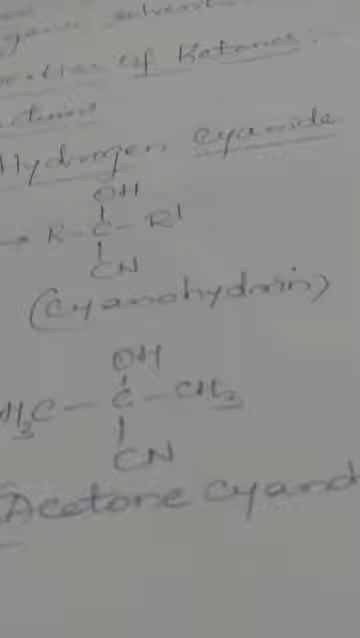 of Ketones:-
Hydrogen Cyanide
OH
→ R - C - R'
CN
(Cyanohydrin)
OH
H3C - C - CH3
CN
Acetone Cyanoh